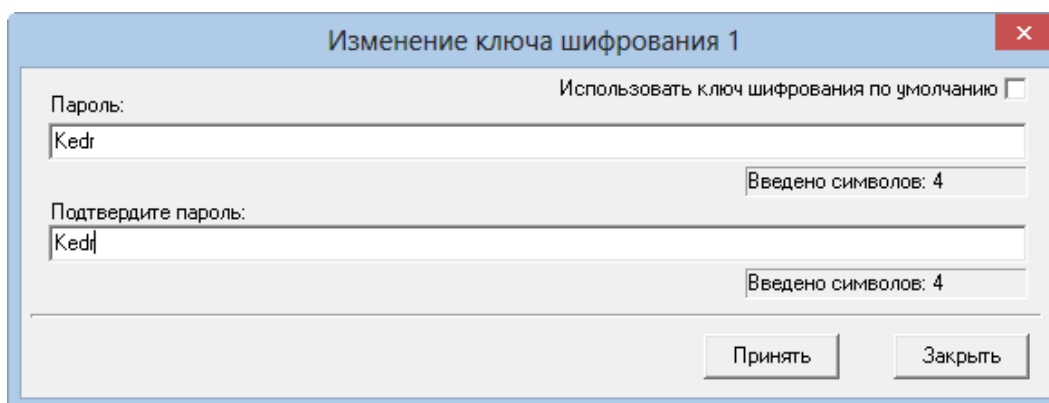 Изменение ключа шифрования 1
Использовать ключ шифрования по умолчанию
Пароль:
Kedr
Введено символов: 4
Подтвердите пароль:
Kedr
Введено символов: 4
Принять Закрыть